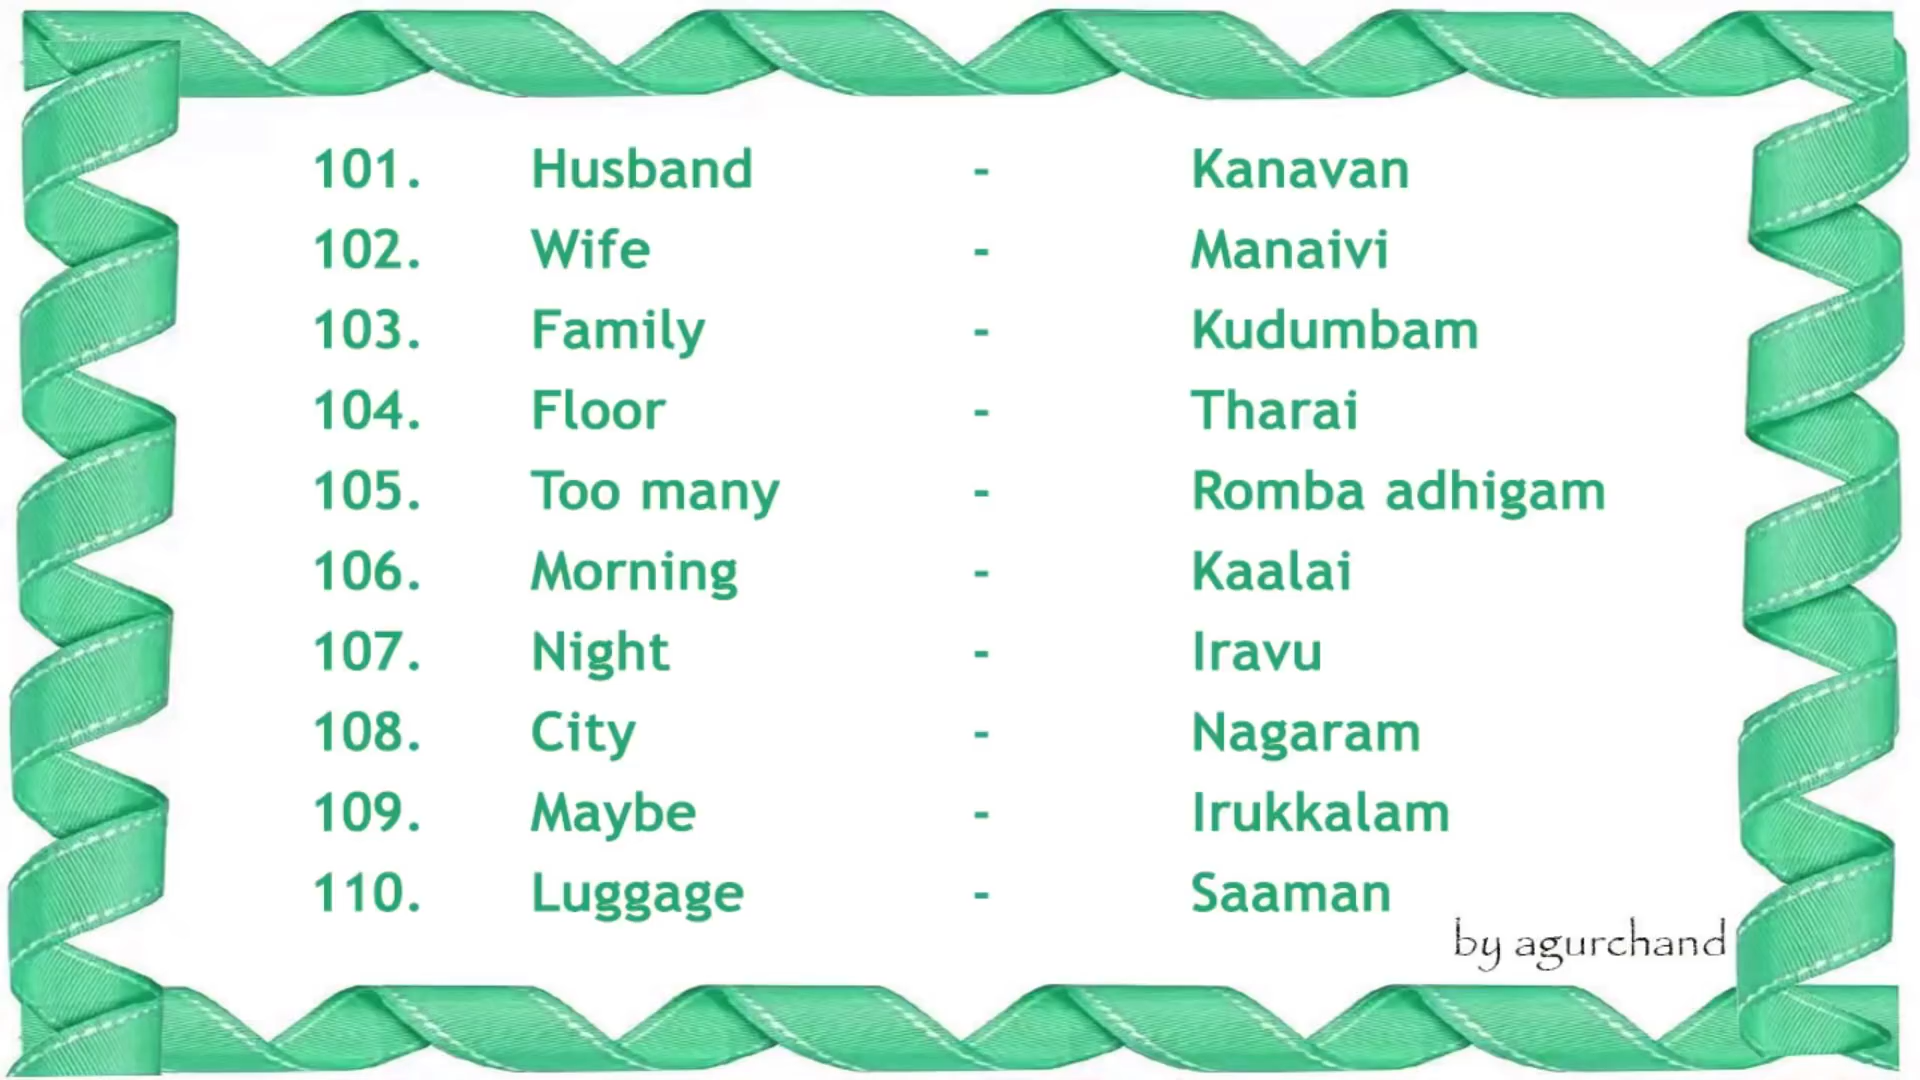 101. Husband - Kanavan
102. Wife - Manaivi
103. Family - Kudumbam
104. Floor - Tharai
105. Too many - Romba adhigam
106. Morning - Kaalai
107. Night - Iravu
108. City - Nagaram
109. Maybe - Irukkalam
110. Luggage - Saaman
by agurchand